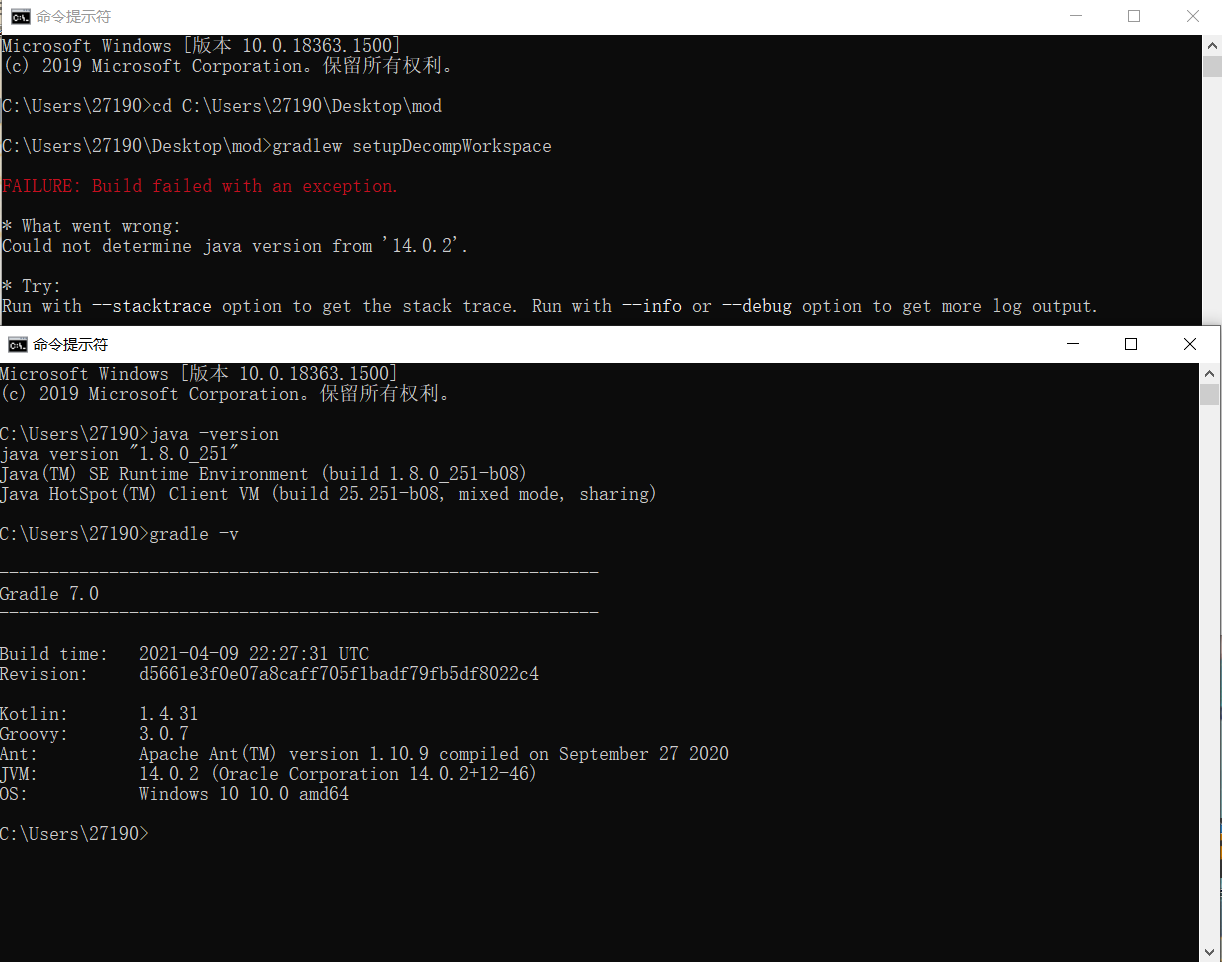 命令提示符
Microsoft Windows [版本 10.0.18363.1500]
(c) 2019 Microsoft Corporation。保留所有权利。
C:\Users\27190>cd C:\Users\27190\Desktop\mod
C:\Users\27190\Desktop\mod>gradlew setupDecompWorkspace
FAILURE: Build failed with an exception.
* What went wrong:
Could not determine java version from '14.0.2'.
* Try:
Run with --stacktrace option to get the stack trace. Run with --info or --debug option to get more log output.
命令提示符
Microsoft Windows [版本 10.0.18363.1500]
(c) 2019 Microsoft Corporation。保留所有权利。
C:\Users\27190>java -version
java version "1.8.0_251"
Java(TM) SE Runtime Environment (build 1.8.0_251-b08)
Java HotSpot(TM) Client VM (build 25.251-b08, mixed mode, sharing)
C:\Users\27190>gradle -v
------------------------------------------------------------
Gradle 7.0
------------------------------------------------------------
Build time:   2021-04-09 22:27:31 UTC
Revision:     d5661e3f0e07a8caff705f1badf79fb5df8022c4
Kotlin:       1.4.31
Groovy:       3.0.7
Ant:          Apache Ant(TM) version 1.10.9 compiled on September 27 2020
JVM:          14.0.2 (Oracle Corporation 14.0.2+12-46)
OS:           Windows 10 10.0 amd64
C:\Users\27190>